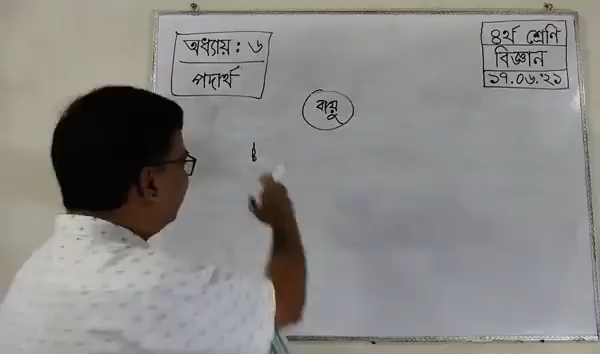 অধ্যায় : ৬
পদার্থ
বায়ু
৪র্থ শ্রেণি
বিজ্ঞান
১৭.০৬.'২১